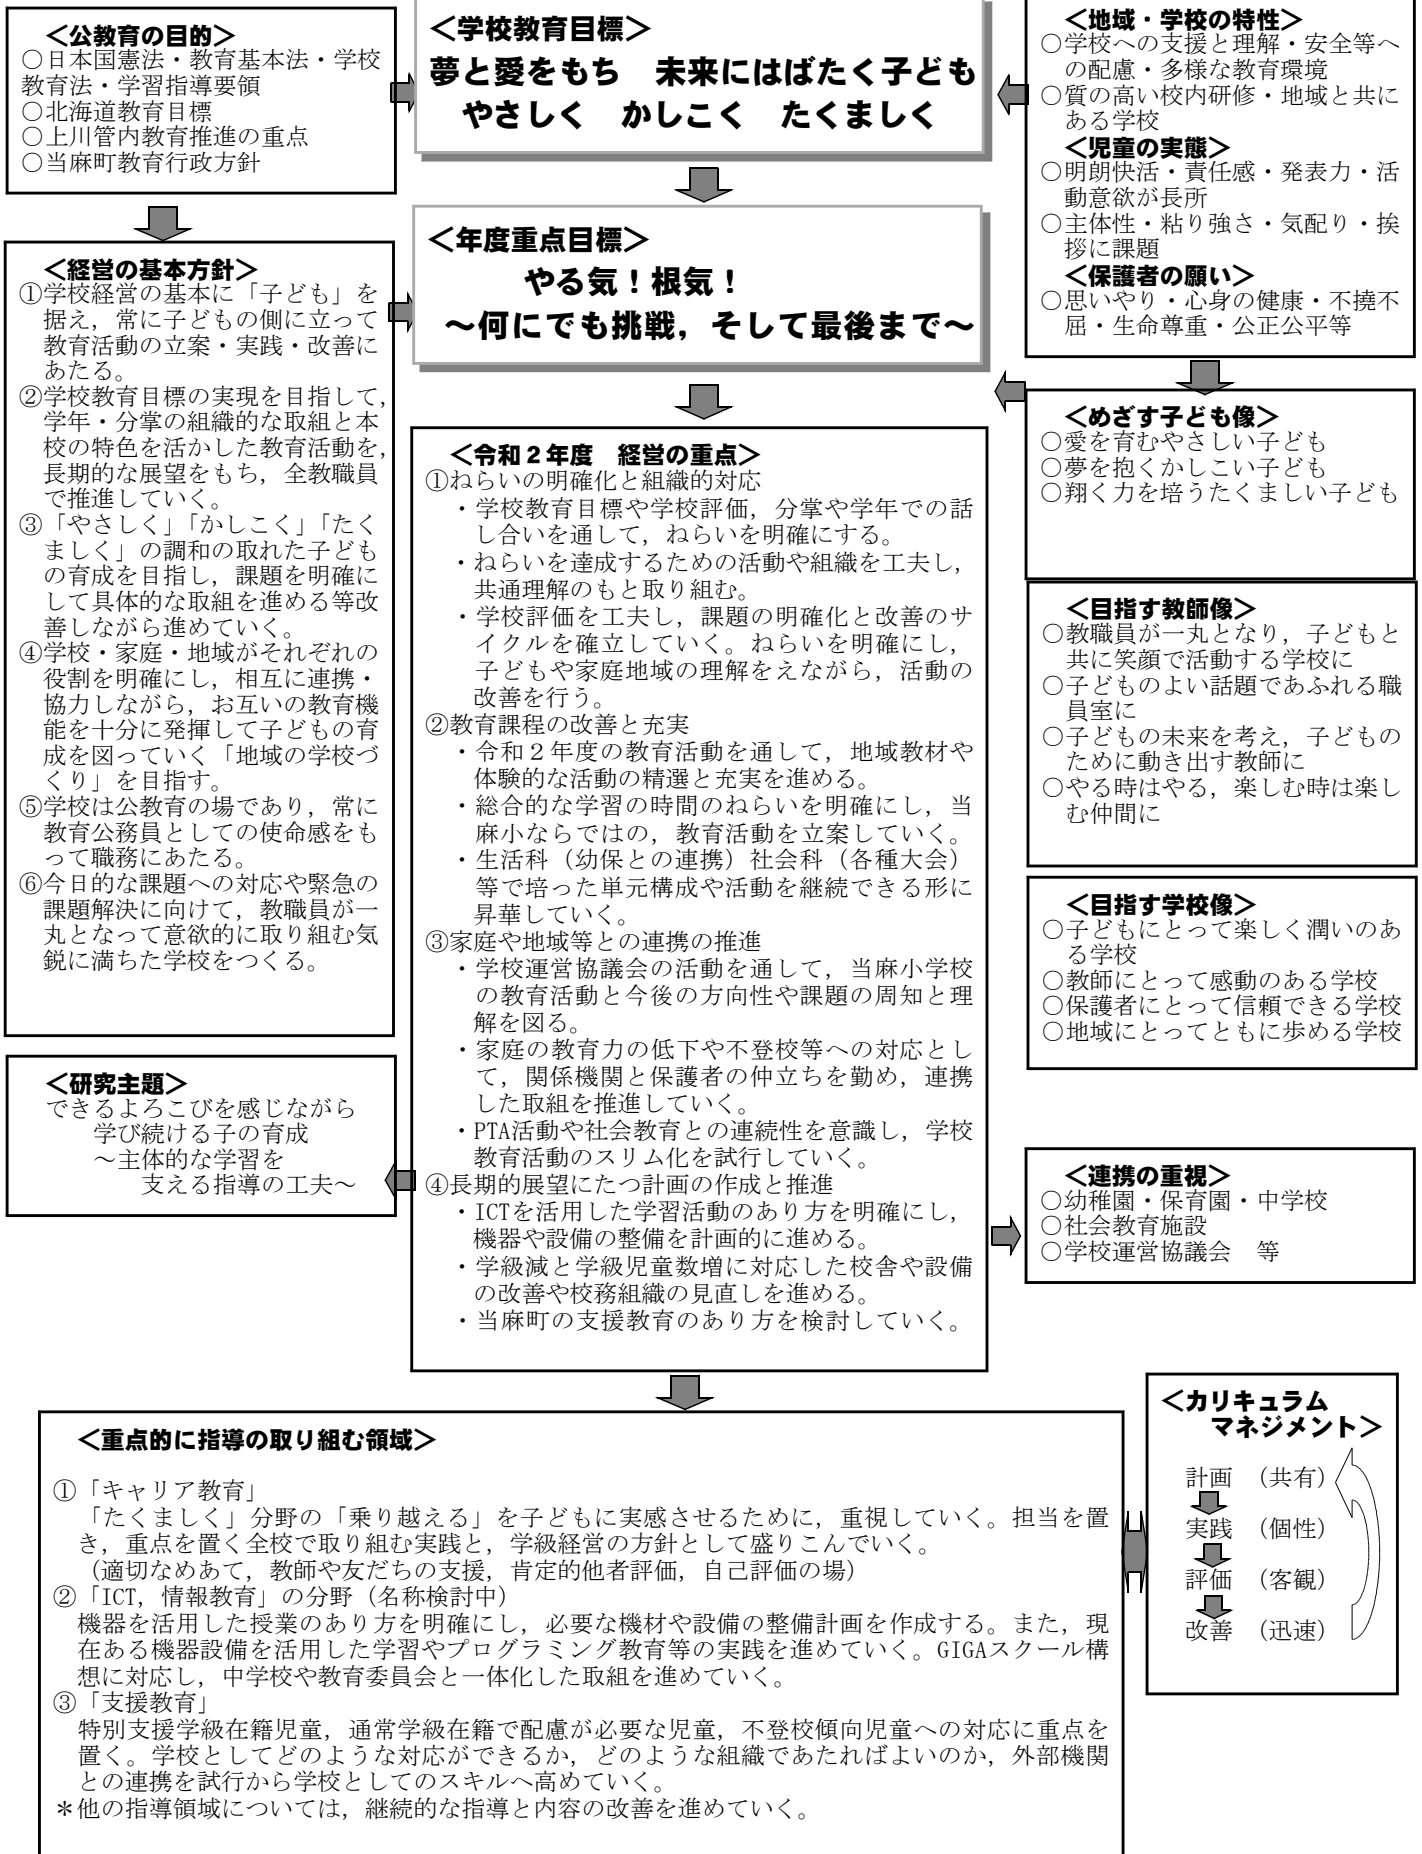 ＜公教育の目的＞
○日本国憲法・教育基本法・学校
教育法・学習指導要領
○北海道教育目標
○上川管内教育推進の重点
○当麻町教育行政方針
＜学校教育目標＞
夢と愛をもち　未来にはばたく子ども
やさしく　かしこく　たくましく
＜地域・学校の特性＞
○学校への支援と理解・安全等へ
の配慮・多様な教育環境
○質の高い校内研修・地域と共に
ある学校
＜児童の実態＞
○明朗快活・責任感・発表力・活
動意欲が長所
○主体性・粘り強さ・気配り・挨
拶に課題
＜保護者の願い＞
○思いやり・心身の健康・不撓不
屈・生命尊重・公正公平等
＜年度重点目標＞
やる気！根気！
～何にでも挑戦，そして最後まで～
＜経営の基本方針＞
①学校経営の基本に「子ども」を
据え，常に子どもの側に立って
教育活動の立案・実践・改善に
あたる。
②学校教育目標の実現を目指して，
学年・分掌の組織的な取組と本
校の特色を活かした教育活動を，
長期的な展望をもち，全教職員
で推進していく。
③「やさしく」「かしこく」「たく
ましく」の調和の取れた子ども
の育成を目指し，課題を明確に
して具体的な取組を進める等改
善しながら進めていく。
④学校・家庭・地域がそれぞれの
役割を明確にし，相互に連携・
協力しながら，お互いの教育機
能を十分に発揮して子どもの育
成を図っていく「地域の学校づ
くり」を目指す。
⑤学校は公教育の場であり，常に
教育公務員としての使命感をも
って職務にあたる。
⑥今日的な課題への対応や緊急の
課題解決に向けて，教職員が一
丸となって意欲的に取り組む気
鋭に満ちた学校をつくる。
＜研究主題＞
できるよろこびを感じながら
学び続ける子の育成
～主体的な学習を
支える指導の工夫～
＜令和２年度　経営の重点＞
①ねらいの明確化と組織的対応
・学校教育目標や学校評価，分掌や学年での話
し合いを通して，ねらいを明確にする。
・ねらいを達成するための活動や組織を工夫し，
共通理解のもと取り組む。
・学校評価を工夫し，課題の明確化と改善のサ
イクルを確立していく。ねらいを明確にし，
子どもや家庭地域の理解をえながら，活動の
改善を行う。
②教育課程の改善と充実
・令和２年度の教育活動を通して，地域教材や
体験的な活動の精選と充実を進める。
・総合的な学習の時間のねらいを明確にし，当
麻小ならではの，教育活動を立案していく。
・生活科（幼保との連携）社会科（各種大会）
等で培った単元構成や活動を継続できる形に
昇華していく。
③家庭や地域等との連携の推進
・学校運営協議会の活動を通して，当麻小学校
の教育活動と今後の方向性や課題の周知と理
解を図る。
・家庭の教育力の低下や不登校等への対応とし
て，関係機関と保護者の仲立ちを勤め，連携
した取組を推進していく。
・PTA活動や社会教育との連続性を意識し，学校
教育活動のスリム化を試行していく。
④長期的展望にたつ計画の作成と推進
・ICTを活用した学習活動のあり方を明確にし，
機器や設備の整備を計画的に進める。
・学級減と学級児童数増に対応した校舎や設備
の改善や校務組織の見直しを進める。
・当麻町の支援教育のあり方を検討していく。
＜めざす子ども像＞
○愛を育むやさしい子ども
○夢を抱くかしこい子ども
○翔く力を培うたくましい子ども
＜目指す教師像＞
○教職員が一丸となり，子どもと
共に笑顔で活動する学校に
○子どものよい話題であふれる職
員室に
○子どもの未来を考え，子どもの
ために動き出す教師に
○やる時はやる，楽しむ時は楽し
む仲間に
＜目指す学校像＞
○子どもにとって楽しく潤いのあ
る学校
○教師にとって感動のある学校
○保護者にとって信頼できる学校
○地域にとってともに歩める学校
＜連携の重視＞
○幼稚園・保育園・中学校
○社会教育施設
○学校運営協議会　等
＜重点的に指導の取り組む領域＞
①「キャリア教育」
「たくましく」分野の「乗り越える」を子どもに実感させるために，重視していく。担当を置
き，重点を置く全校で取り組む実践と，学級経営の方針として盛りこんでいく。
（適切なめあて，教師や友だちの支援，肯定的他者評価，自己評価の場）
②「ICT，情報教育」の分野（名称検討中）
機器を活用した授業のあり方を明確にし，必要な機材や設備の整備計画を作成する。また，現
在ある機器設備を活用した学習やプログラミング教育等の実践を進めていく。GIGAスクール構
想に対応し，中学校や教育委員会と一体化した取組を進めていく。
③「支援教育」
特別支援学級在籍児童，通常学級在籍で配慮が必要な児童，不登校傾向児童への対応に重点を
置く。学校としてどのような対応ができるか，どのような組織であたればよいのか，外部機関
との連携を試行から学校としてのスキルへ高めていく。
＊他の指導領域については，継続的な指導と内容の改善を進めていく。
＜カリキュラム
マネジメント＞
計画　（共有）
実践　（個性）
評価　（客観）
改善　（迅速）